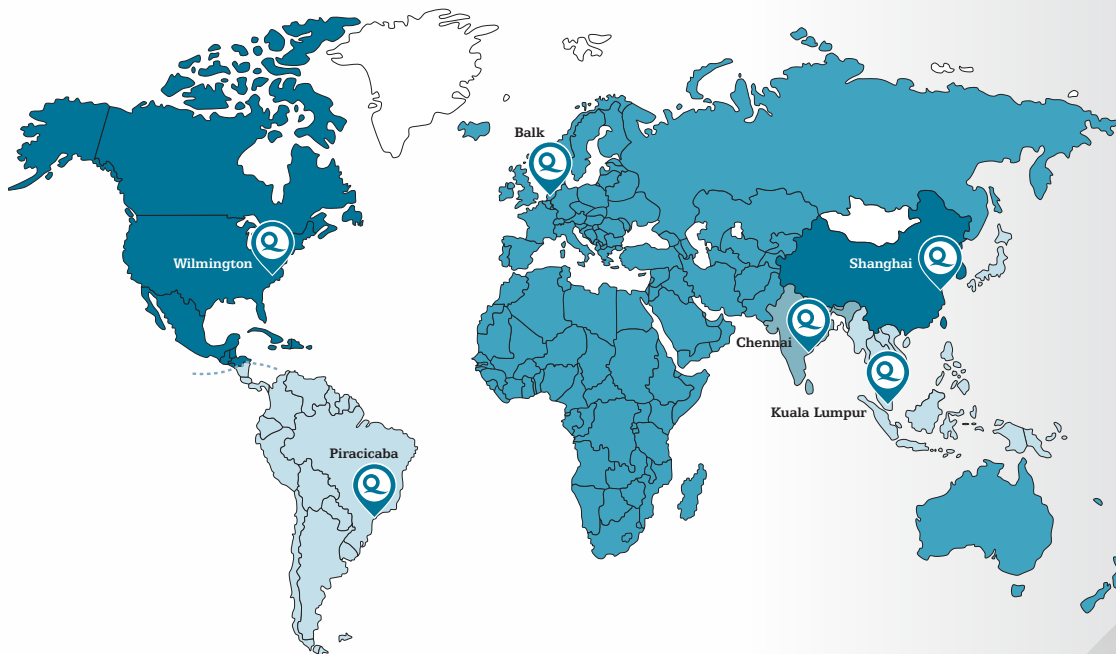 Balk
Wilmington
Shanghai
Chennai
Kuala Lumpur
Piracicaba